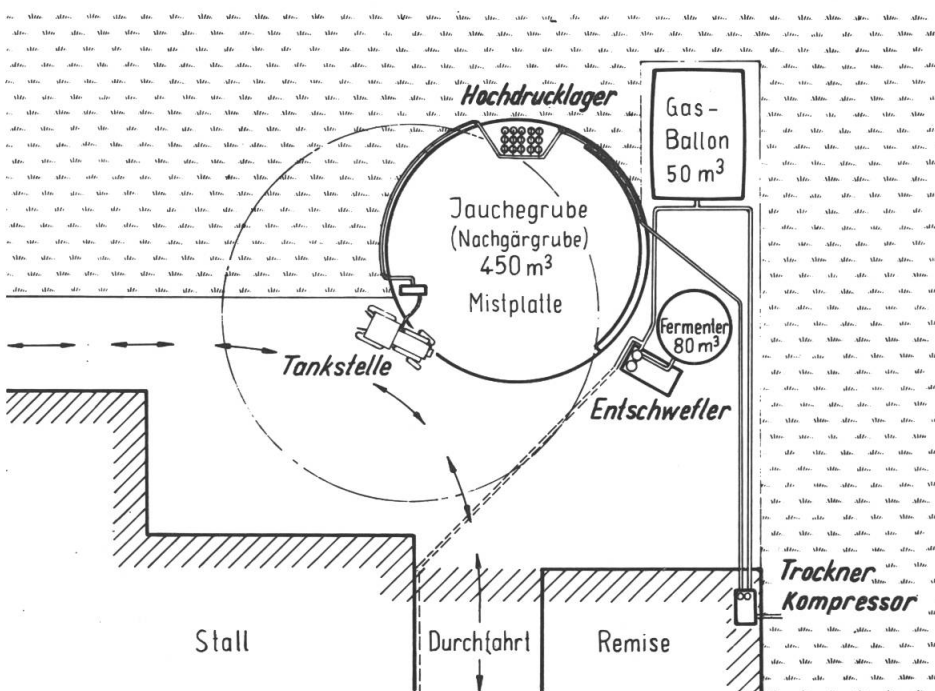 Hochdrucklager
Gas-
Ballon
50 m³
Jauchegrube
(Nachgärgrube)
450 m³
Mistplatte
Fermenter
80 m³
Tankstelle
Entschwefler
Trockner
Kompressor
Stall
Durchfahrt
Remise